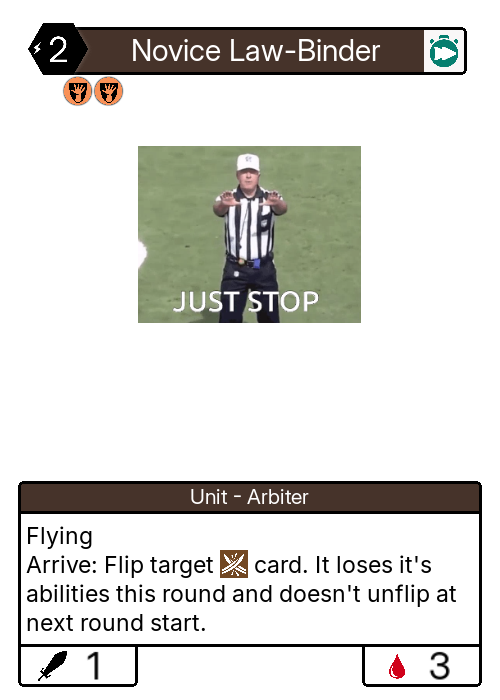 2 Novice Law-Binder
JUST STOP
Unit - Arbiter
Flying
Arrive: Flip target card. It loses it's
abilities this round and doesn't unflip at
next round start.
1 3